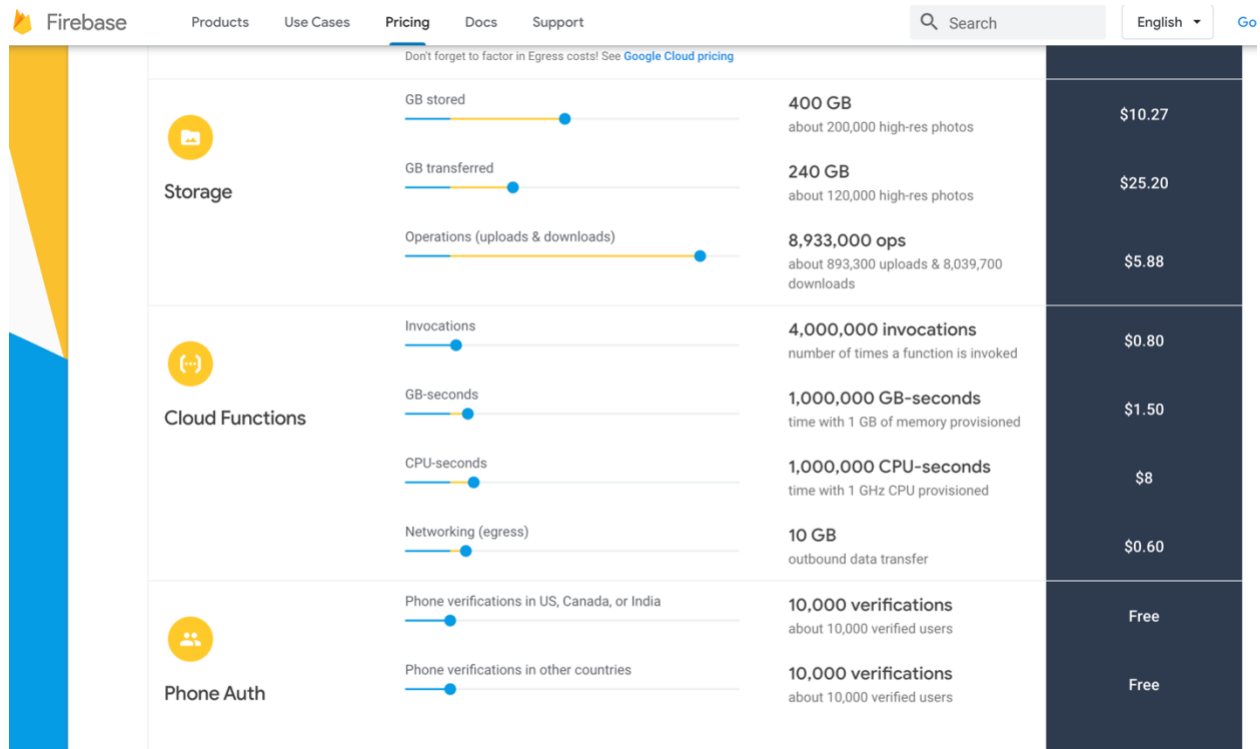 Firebase
Products
Use Cases
Pricing
Docs
Support
Search
English
Go
Don't forget to factor in Egress costs! See Google Cloud pricing
Storage
GB stored
400 GB
about 200,000 high-res photos
$10.27
GB transferred
240 GB
about 120,000 high-res photos
$25.20
Operations (uploads & downloads)
8,933,000 ops
about 893,300 uploads & 8,039,700
downloads
$5.88
Cloud Functions
Invocations
4,000,000 invocations
number of times a function is invoked
$0.80
GB-seconds
1,000,000 GB-seconds
time with 1 GB of memory provisioned
$1.50
CPU-seconds
1,000,000 CPU-seconds
time with 1 GHz CPU provisioned
$8
Networking (egress)
10 GB
outbound data transfer
$0.60
Phone Auth
Phone verifications in US, Canada, or India
10,000 verifications
about 10,000 verified users
Free
Phone verifications in other countries
10,000 verifications
about 10,000 verified users
Free